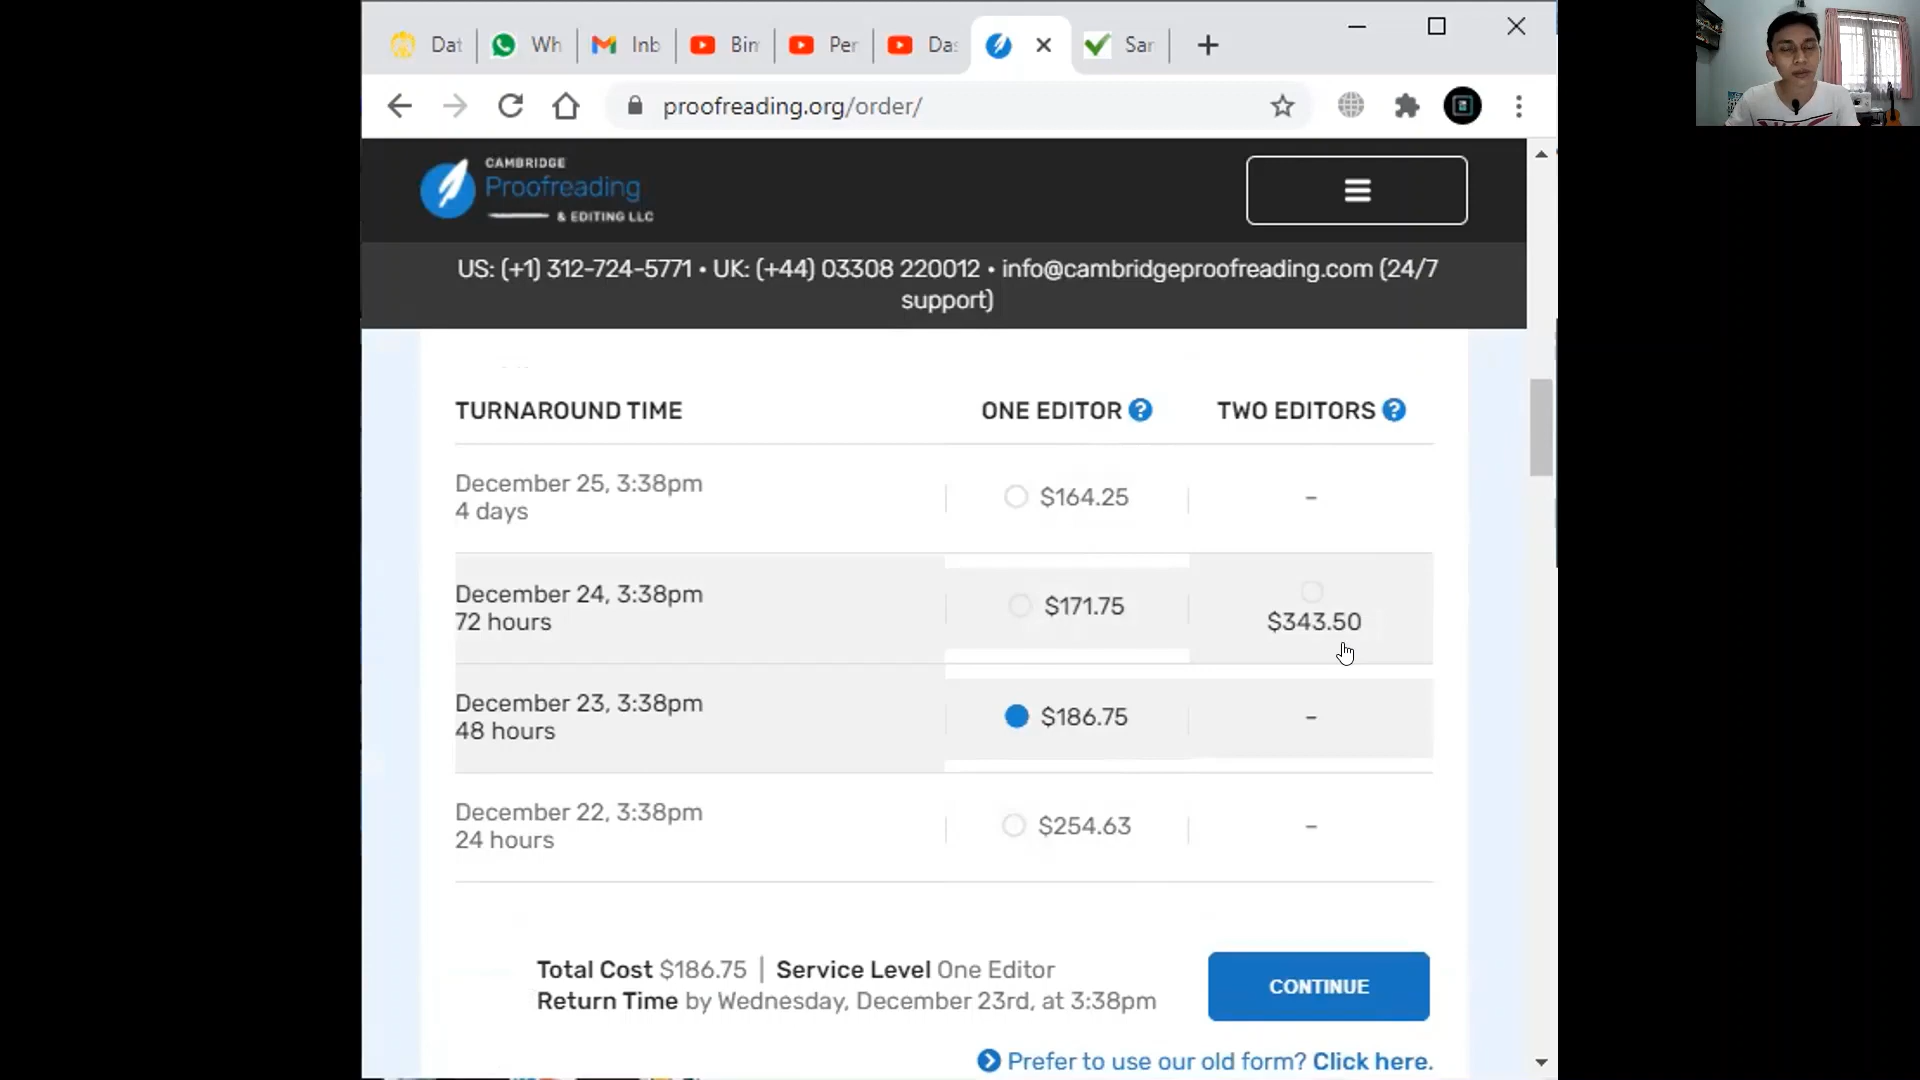 Dat
Wh
Inb
Bin
Per
Das
Sar
proofreading.org/order/
CAMBRIDGE
Proofreading
& EDITING LLC
US: (+1) 312-724-5771 • UK: (+44) 03308 220012 • info@cambridgeproofreading.com (24/7
support)
TURNAROUND TIME ONE EDITOR ? TWO EDITORS ?
December 25, 3:38pm
4 days
$164.25 -
December 24, 3:38pm
72 hours
$171.75
$343.50
December 23, 3:38pm
48 hours
$186.75 -
December 22, 3:38pm
24 hours
$254.63 -
Total Cost $186.75 | Service Level One Editor
Return Time by Wednesday, December 23rd, at 3:38pm
CONTINUE
Prefer to use our old form? Click here.